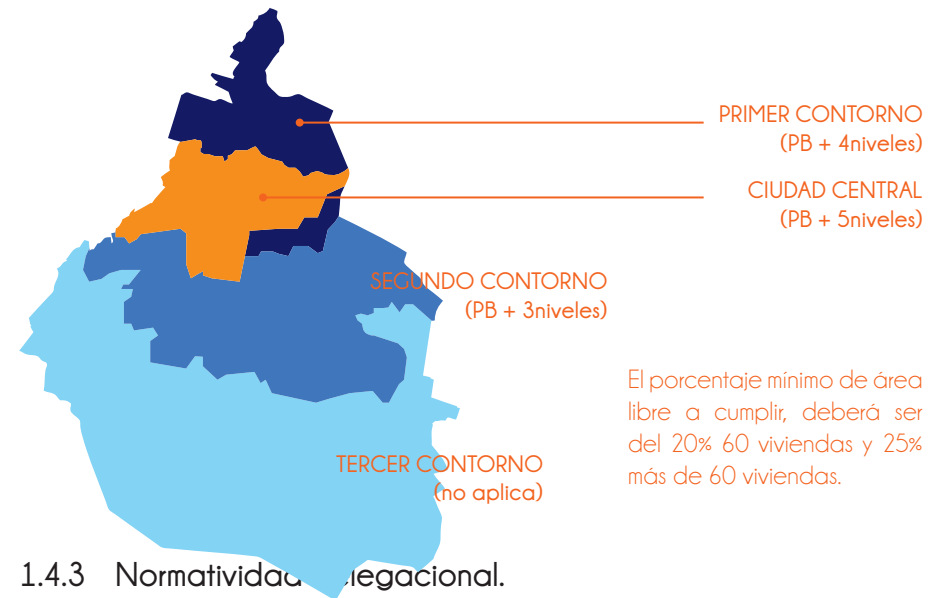 PRIMER CONTORNO
(PB + 4niveles)
CIUDAD CENTRAL
(PB + 5niveles)
SEGUNDO CONTORNO
(PB + 3niveles)
El porcentaje mínimo de área
libre a cumplir, deberá ser
del 20% 60 viviendas y 25%
más de 60 viviendas.
TERCER CONTORNO
(no aplica)
1.4.3 Normatividad elegacional.